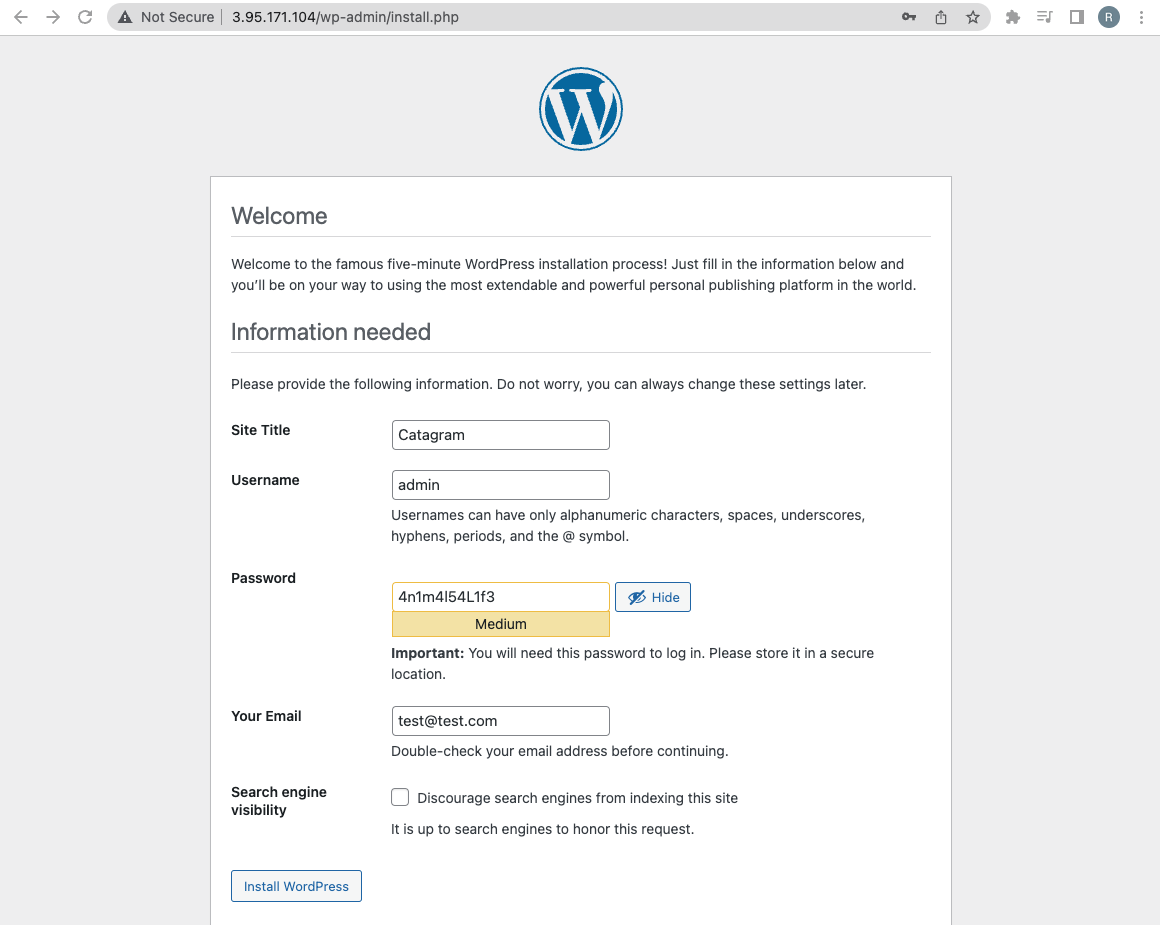 Not Secure 3.95.171.104/wp-admin/install.php R
W
Welcome
Welcome to the famous five-minute WordPress installation process! Just fill in the information below and
you’ll be on your way to using the most extendable and powerful personal publishing platform in the world.
Information needed
Please provide the following information. Do not worry, you can always change these settings later.
Site Title Catagram
Username admin
Usernames can have only alphanumeric characters, spaces, underscores,
hyphens, periods, and the @ symbol.
Password
4n1m4l54L1f3 Hide
Medium
Important: You will need this password to log in. Please store it in a secure
location.
Your Email test@test.com
Double-check your email address before continuing.
Search engine
visibility
Discourage search engines from indexing this site
It is up to search engines to honor this request.
Install WordPress